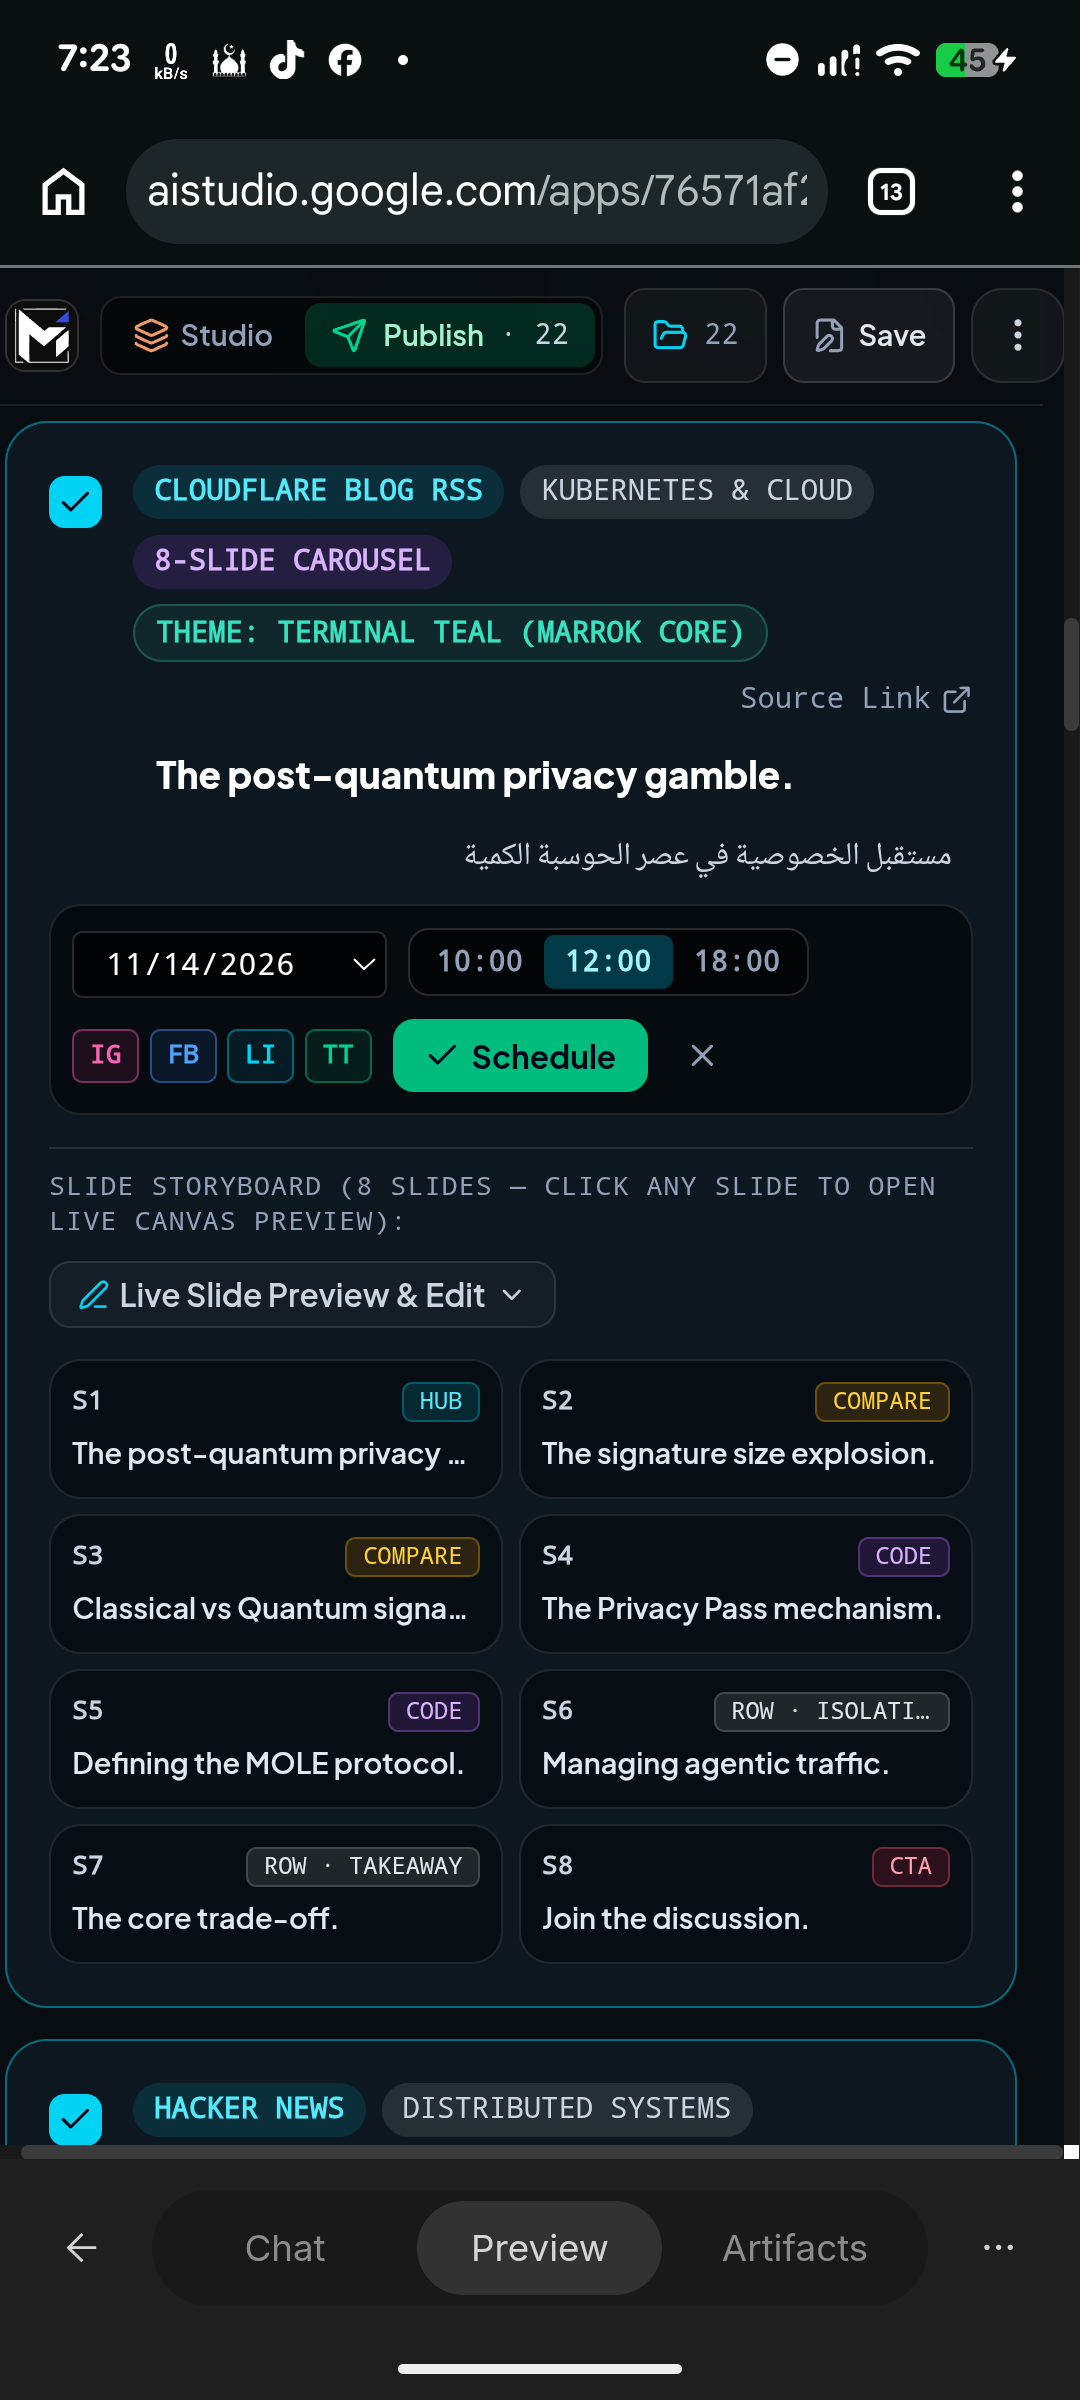 7:23
0
kB/s
45
aistudio.google.com/apps/76571af2
13
Studio
Publish · 22
22
Save
CLOUDFLARE BLOG RSS
KUBERNETES & CLOUD
8-SLIDE CAROUSEL
THEME: TERMINAL TEAL (MARROK CORE)
Source Link
The post-quantum privacy gamble.
مستقبل الخصوصية في عصر الحوسبة الكمية
11/14/2026
10:00 12:00 18:00
IG FB LI TT
Schedule
SLIDE STORYBOARD (8 SLIDES — CLICK ANY SLIDE TO OPEN
LIVE CANVAS PREVIEW):
Live Slide Preview & Edit
S1 HUB
The post-quantum privacy ...
S2 COMPARE
The signature size explosion.
S3 COMPARE
Classical vs Quantum signa...
S4 CODE
The Privacy Pass mechanism.
S5 CODE
Defining the MOLE protocol.
S6 ROW · ISOLATI...
Managing agentic traffic.
S7 ROW · TAKEAWAY
The core trade-off.
S8 CTA
Join the discussion.
HACKER NEWS
DISTRIBUTED SYSTEMS
Chat
Preview
Artifacts